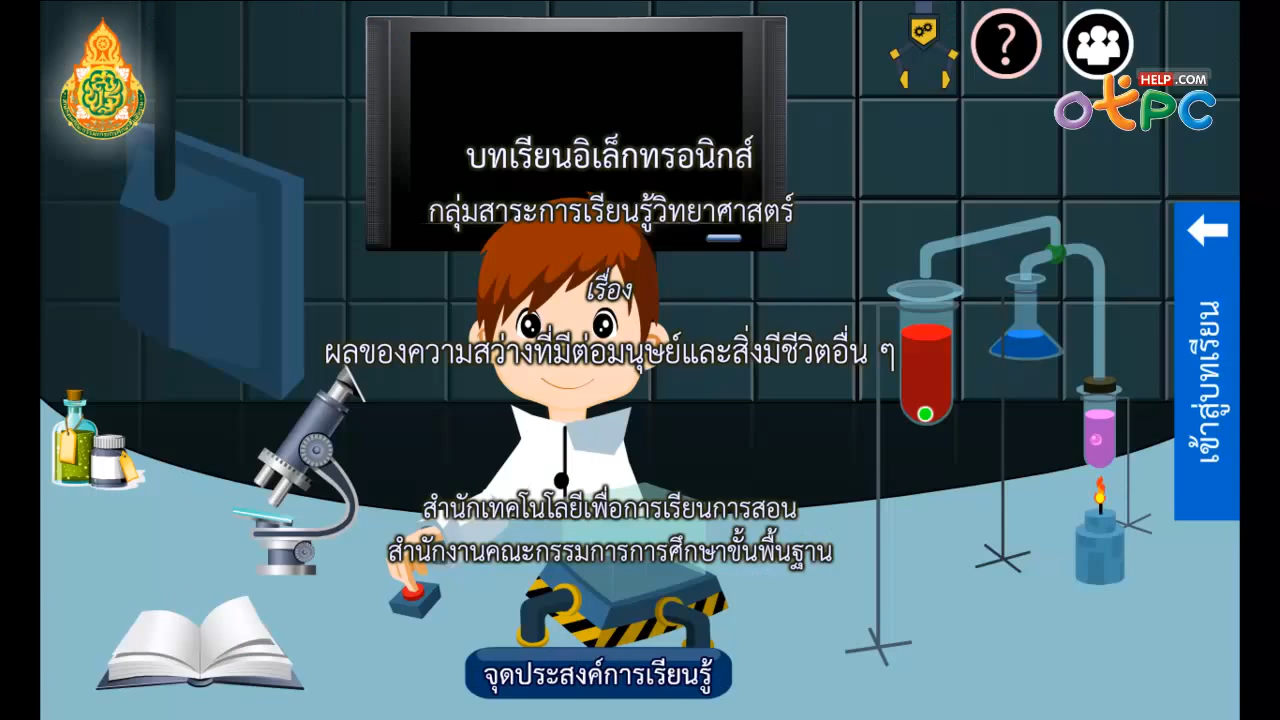 HELP .COM
OTPC
บทเรียนอิเล็กทรอนิกส์
กลุ่มสาระการเรียนรู้วิทยาศาสตร์
เรื่อง
ผลของความสว่างที่มีต่อมนุษย์และสิ่งมีชีวิตอื่น ๆ
เข้าสู่บทเรียน
สำนักเทคโนโลยีเพื่อการเรียนการสอน
สำนักงานคณะกรรมการการศึกษาขั้นพื้นฐาน
จุดประสงค์การเรียนรู้